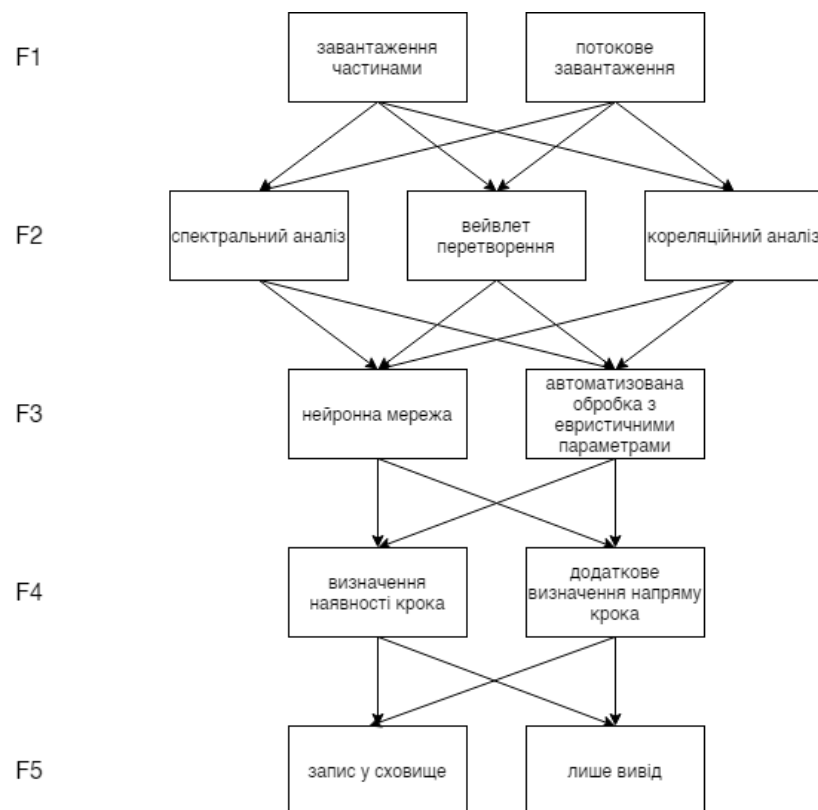 F1
завантаження
частинами
потокове
завантаження
F2
спектральний аналіз
вейвлет
перетворення
кореляційний аналіз
F3
нейронна мережа
автоматизована
обробка з
евристичними
параметрами
F4
визначення
наявності крока
додаткове
визначення напряму
крока
F5
запис у сховище
лише вивід